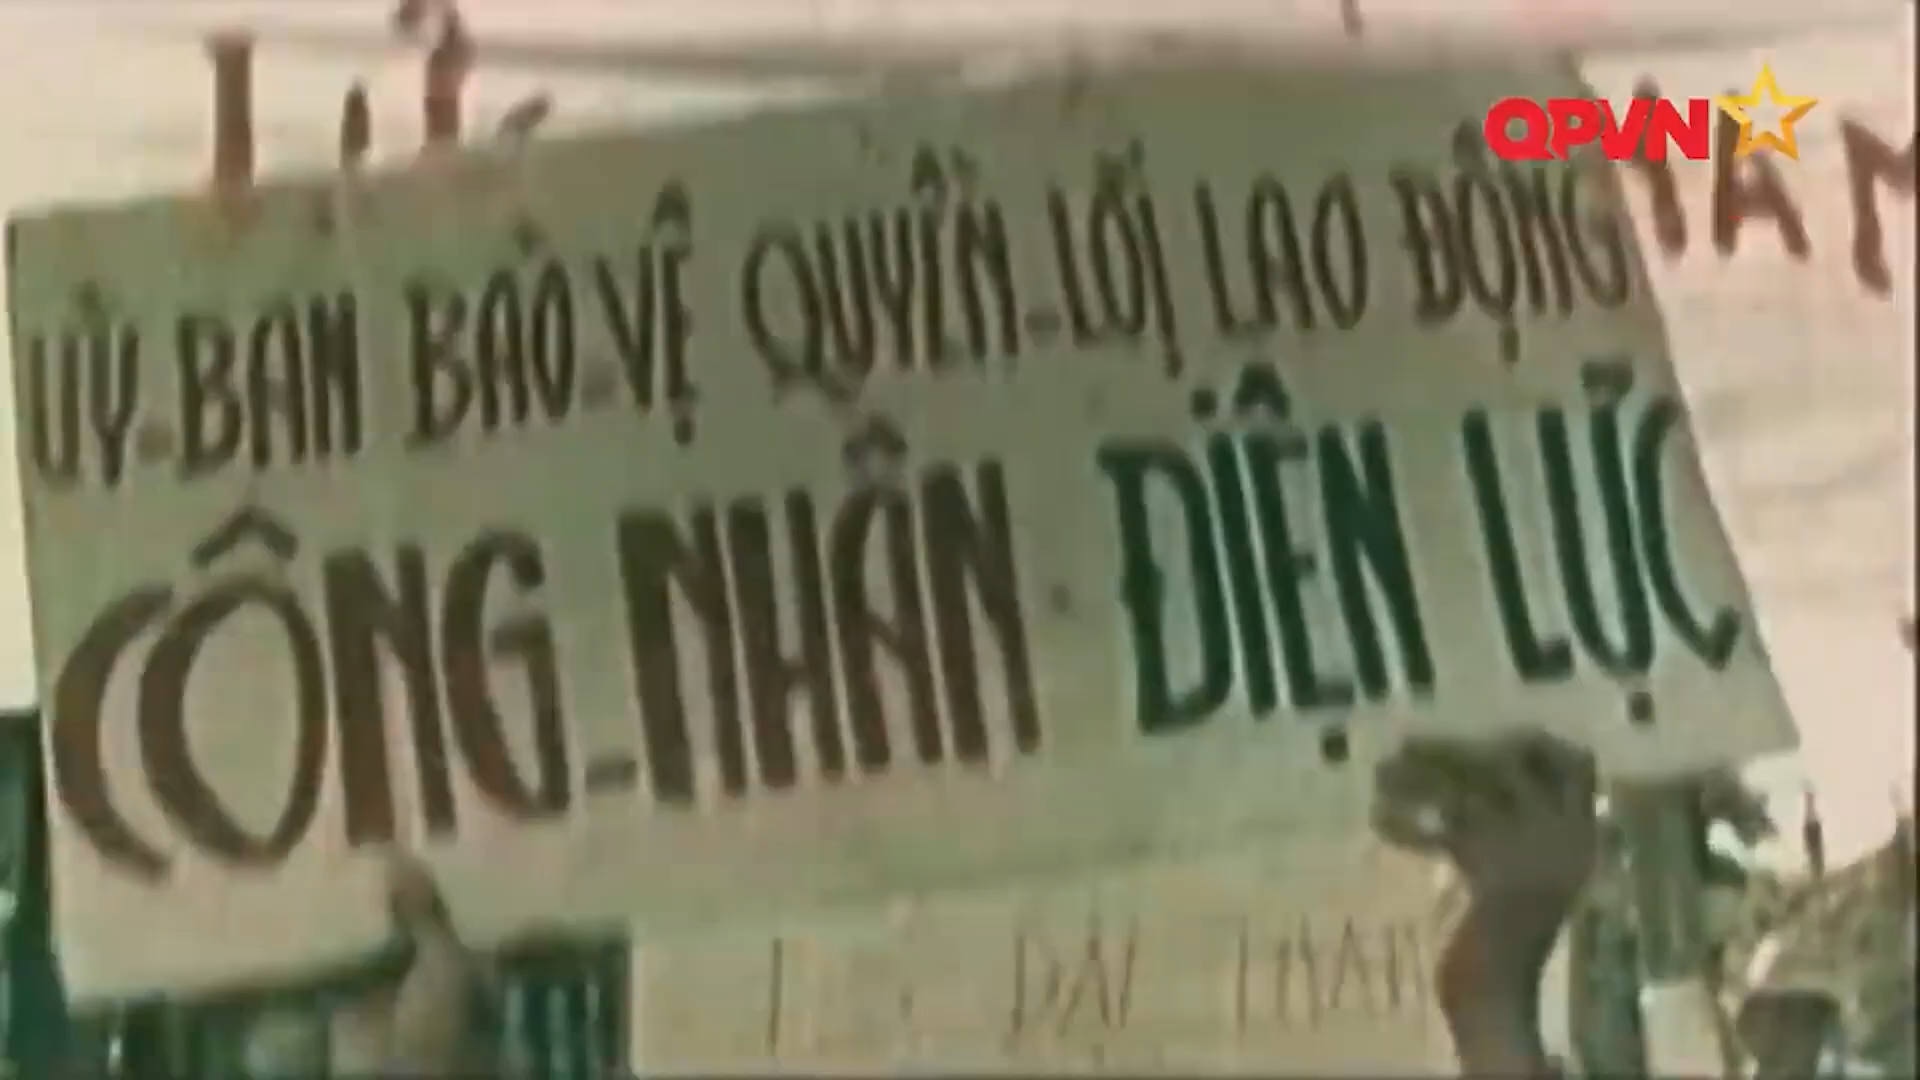 QPVN
ỦY-BAN BẢO-VỆ QUYỀN-LỢI LAO ĐỘNG
CÔNG-NHÂN ĐIỆN LỰC